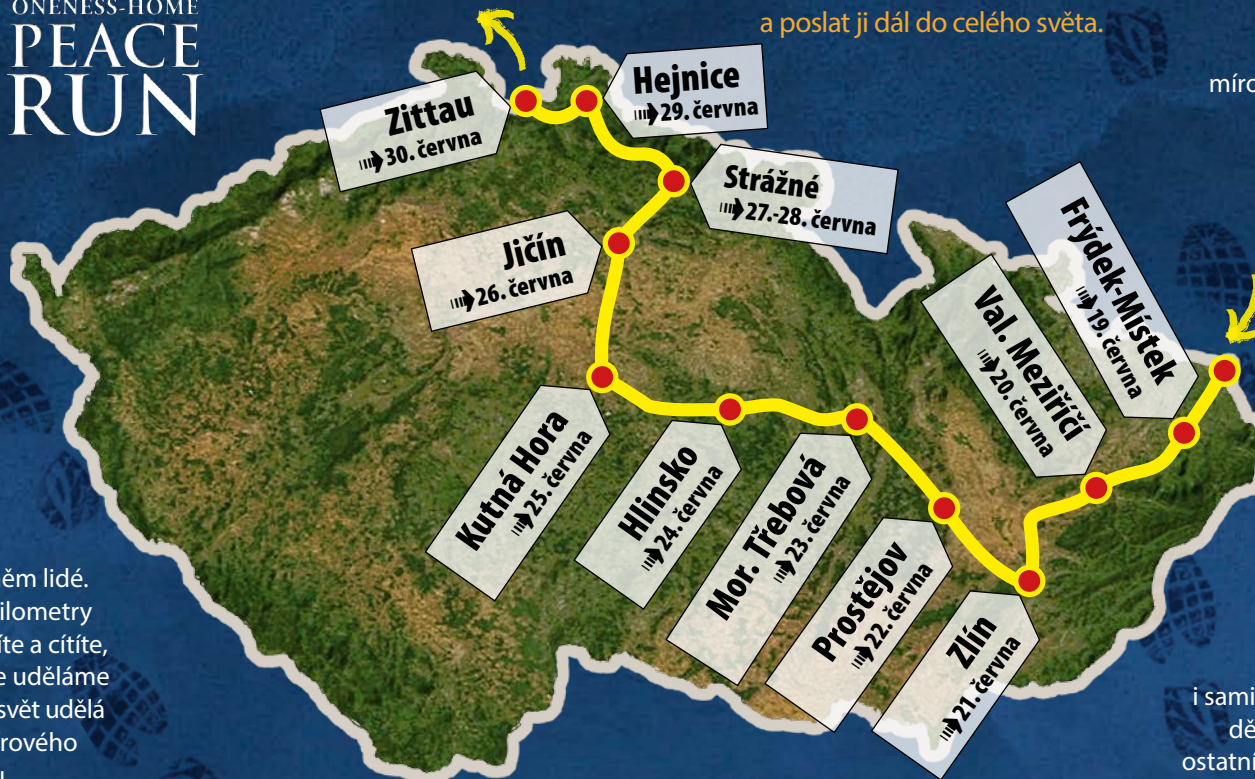 ONENESS-HOME
PEACE
RUN
a poslat ji dál do celého světa.
Zittau
30. června
Hejnice
29. června
Strážné
27.-28. června
Jičín
26. června
Frýdek-Místek
19. června
Val. Meziříčí
20. června
Kutná Hora
25. června
Hlinsko
24. června
Mor. Třebová
23. června
Prostějov
22. června
Zlín
21. června
lidé.
ilometry
íte a cítíte,
e uděláme
svět udělá
rového
i sami
dě
ostatní